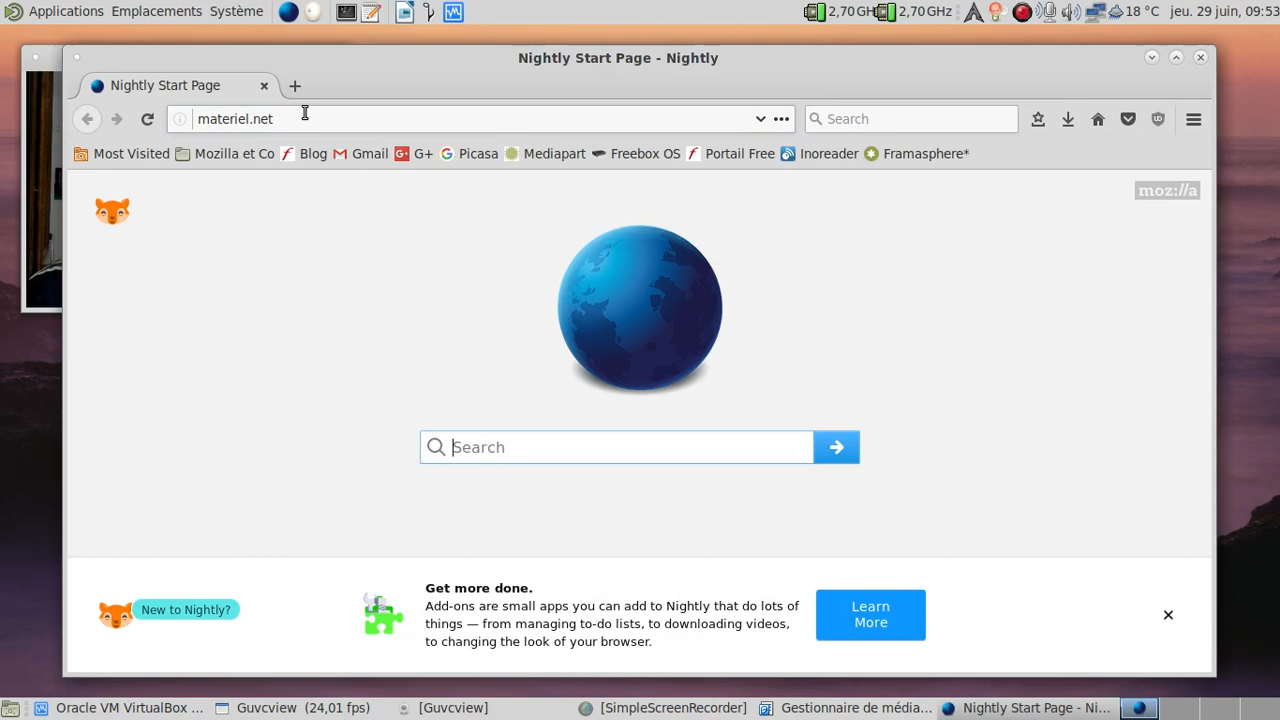 Applications Emplacements Système 2,70 GHz 2,70 GHz 18 °C jeu. 29 juin, 09:53
Nightly Start Page - Nightly
Nightly Start Page
materiel.net Search
Most Visited Mozilla et Co Blog Gmail G+ Picasa Mediapart Freebox OS Portail Free Inoreader Framasphere*
moz://a
Search
Get more done.
New to Nightly?
Add-ons are small apps you can add to Nightly that do lots of
things — from managing to-do lists, to downloading videos,
to changing the look of your browser.
Learn
More
Oracle VM VirtualBox ... Guvcview (24,01 fps) [Guvcview] [SimpleScreenRecorder] Gestionnaire de média... Nightly Start Page - Ni...